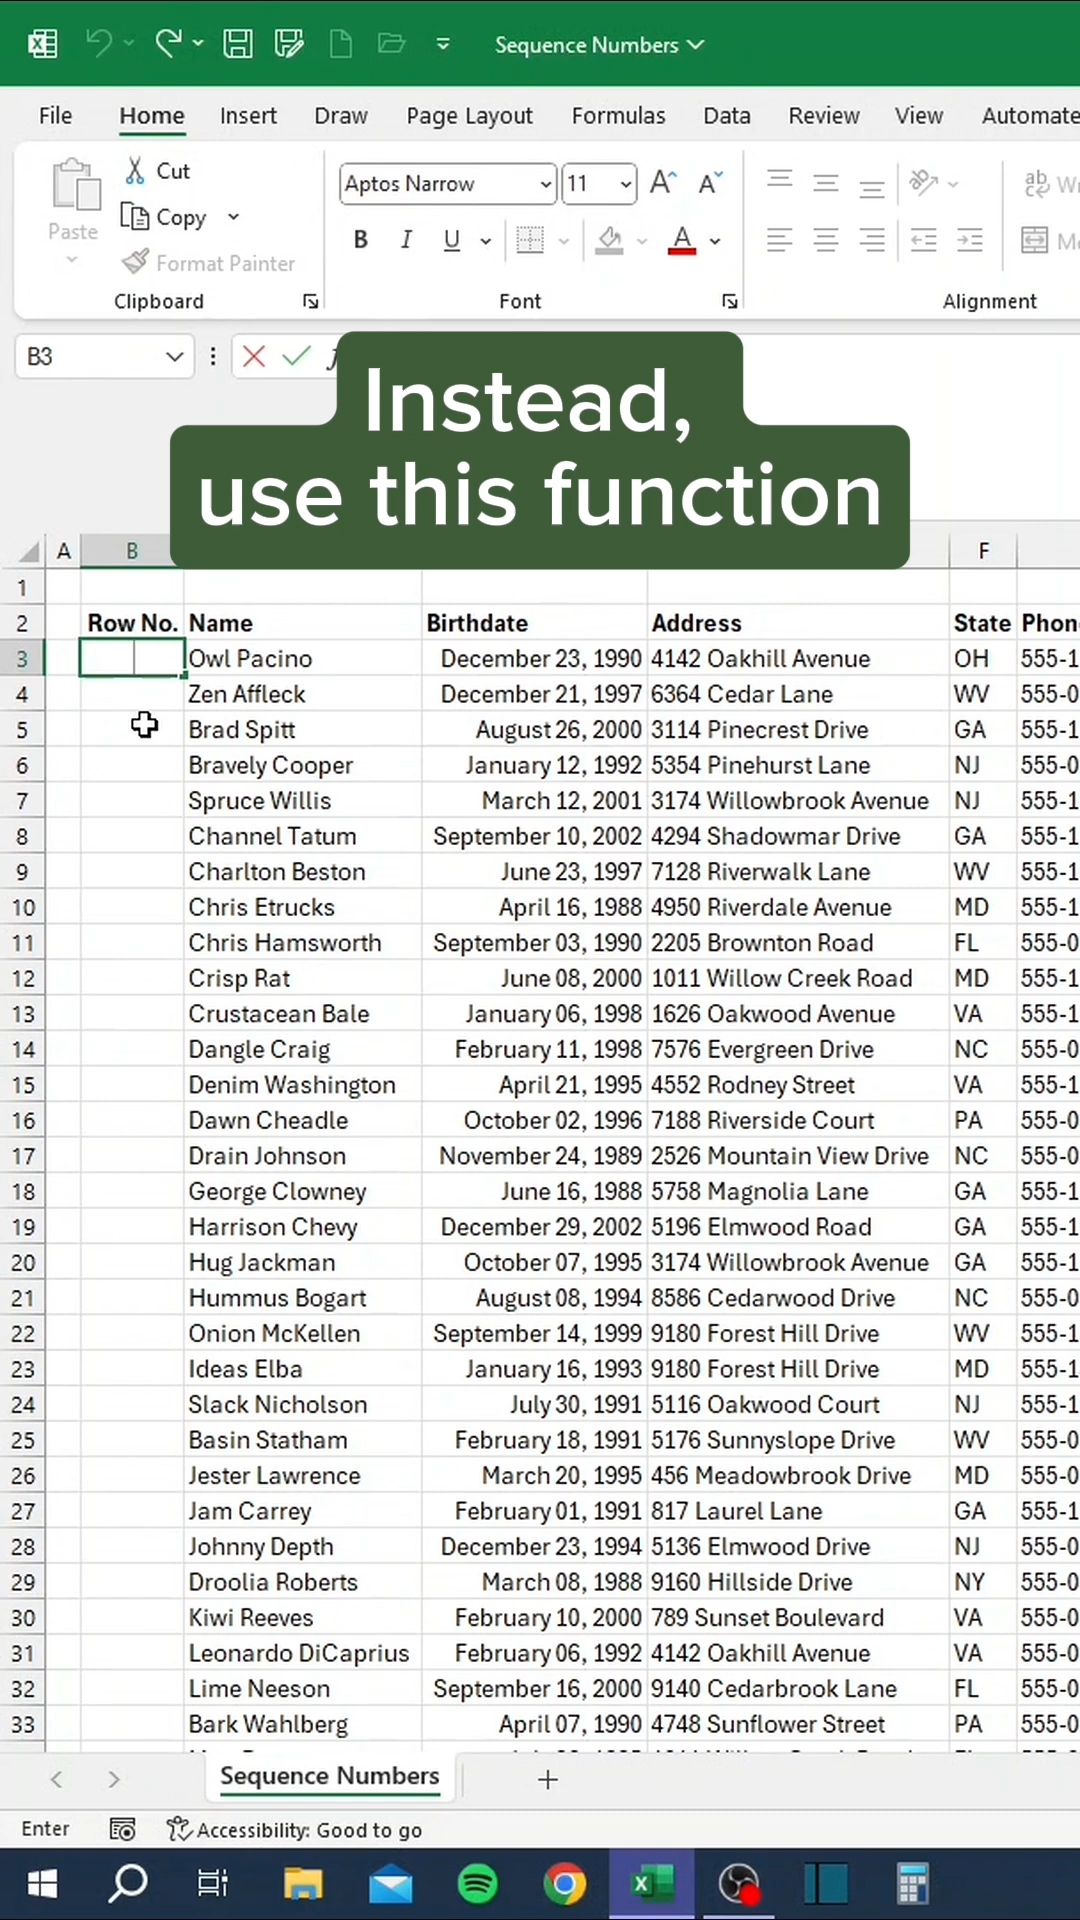 Sequence Numbers
File Home Insert Draw Page Layout Formulas Data Review View Automate
Paste
Cut
Copy
Format Painter
Clipboard
Aptos Narrow 11
B I U A
Font
ab
Alignment
B3
Instead,
use this function
A B F
1
2 Row No. Name Birthdate Address State Phon
3 Owl Pacino December 23, 1990 4142 Oakhill Avenue OH 555-1
4 Zen Affleck December 21, 1997 6364 Cedar Lane WV 555-0
5 Brad Spitt August 26, 2000 3114 Pinecrest Drive GA 555-1
6 Bravely Cooper January 12, 1992 5354 Pinehurst Lane NJ 555-0
7 Spruce Willis March 12, 2001 3174 Willowbrook Avenue NJ 555-1
8 Channel Tatum September 10, 2002 4294 Shadowmar Drive GA 555-1
9 Charlton Beston June 23, 1997 7128 Riverwalk Lane WV 555-1
10 Chris Etrucks April 16, 1988 4950 Riverdale Avenue MD 555-1
11 Chris Hamsworth September 03, 1990 2205 Brownton Road FL 555-0
12 Crisp Rat June 08, 2000 1011 Willow Creek Road MD 555-1
13 Crustacean Bale January 06, 1998 1626 Oakwood Avenue VA 555-1
14 Dangle Craig February 11, 1998 7576 Evergreen Drive NC 555-0
15 Denim Washington April 21, 1995 4552 Rodney Street VA 555-1
16 Dawn Cheadle October 02, 1996 7188 Riverside Court PA 555-0
17 Drain Johnson November 24, 1989 2526 Mountain View Drive NC 555-0
18 George Clowney June 16, 1988 5758 Magnolia Lane GA 555-1
19 Harrison Chevy December 29, 2002 5196 Elmwood Road GA 555-1
20 Hug Jackman October 07, 1995 3174 Willowbrook Avenue GA 555-1
21 Hummus Bogart August 08, 1994 8586 Cedarwood Drive NC 555-0
22 Onion McKellen September 14, 1999 9180 Forest Hill Drive WV 555-1
23 Ideas Elba January 16, 1993 9180 Forest Hill Drive MD 555-1
24 Slack Nicholson July 30, 1991 5116 Oakwood Court NJ 555-1
25 Basin Statham February 18, 1991 5176 Sunnyslope Drive WV 555-0
26 Jester Lawrence March 20, 1995 456 Meadowbrook Drive MD 555-0
27 Jam Carrey February 01, 1991 817 Laurel Lane GA 555-1
28 Johnny Depth December 23, 1994 5136 Elmwood Drive NJ 555-0
29 Droolia Roberts March 08, 1988 9160 Hillside Drive NY 555-0
30 Kiwi Reeves February 10, 2000 789 Sunset Boulevard VA 555-0
31 Leonardo DiCaprius February 06, 1992 4142 Oakhill Avenue VA 555-0
32 Lime Neeson September 16, 2000 9140 Cedarbrook Lane FL 555-0
33 Bark Wahlberg April 07, 1990 4748 Sunflower Street PA 555-0
Sequence Numbers
Enter Accessibility: Good to go